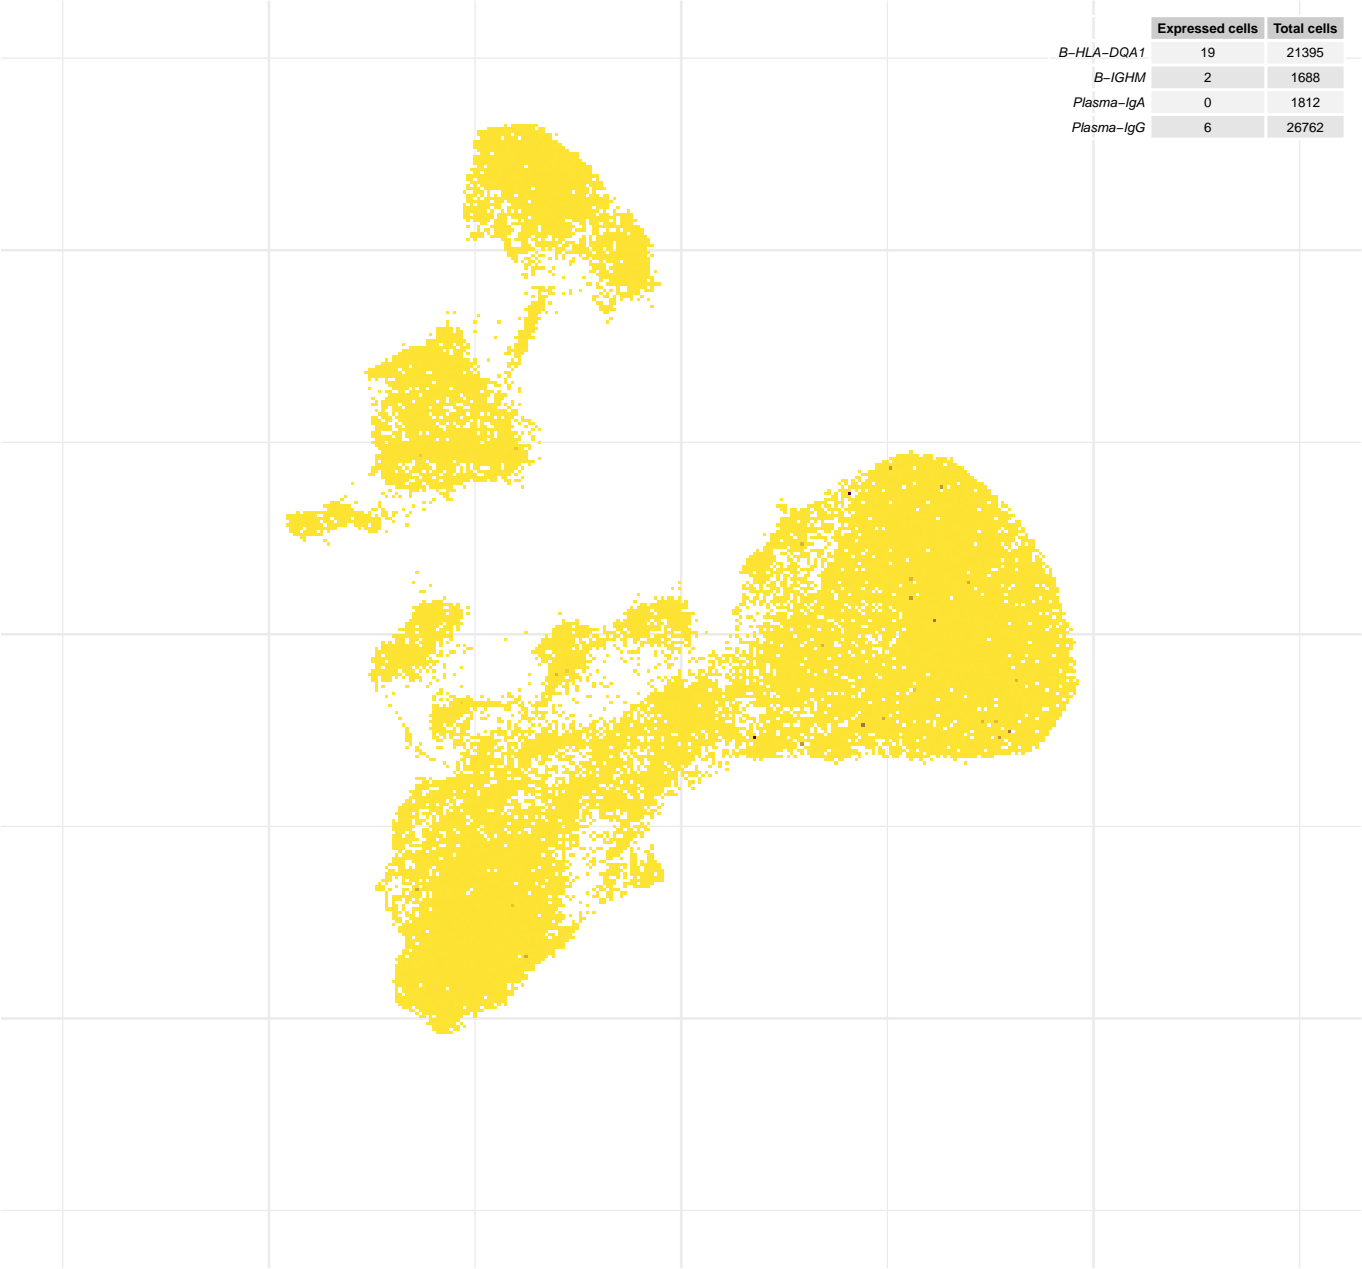 Expressed cells Total cells
B−HLA−DQA1 19 21395
B−IGHM 2 1688
Plasma−IgA 0 1812
Plasma−IgG 6 26762